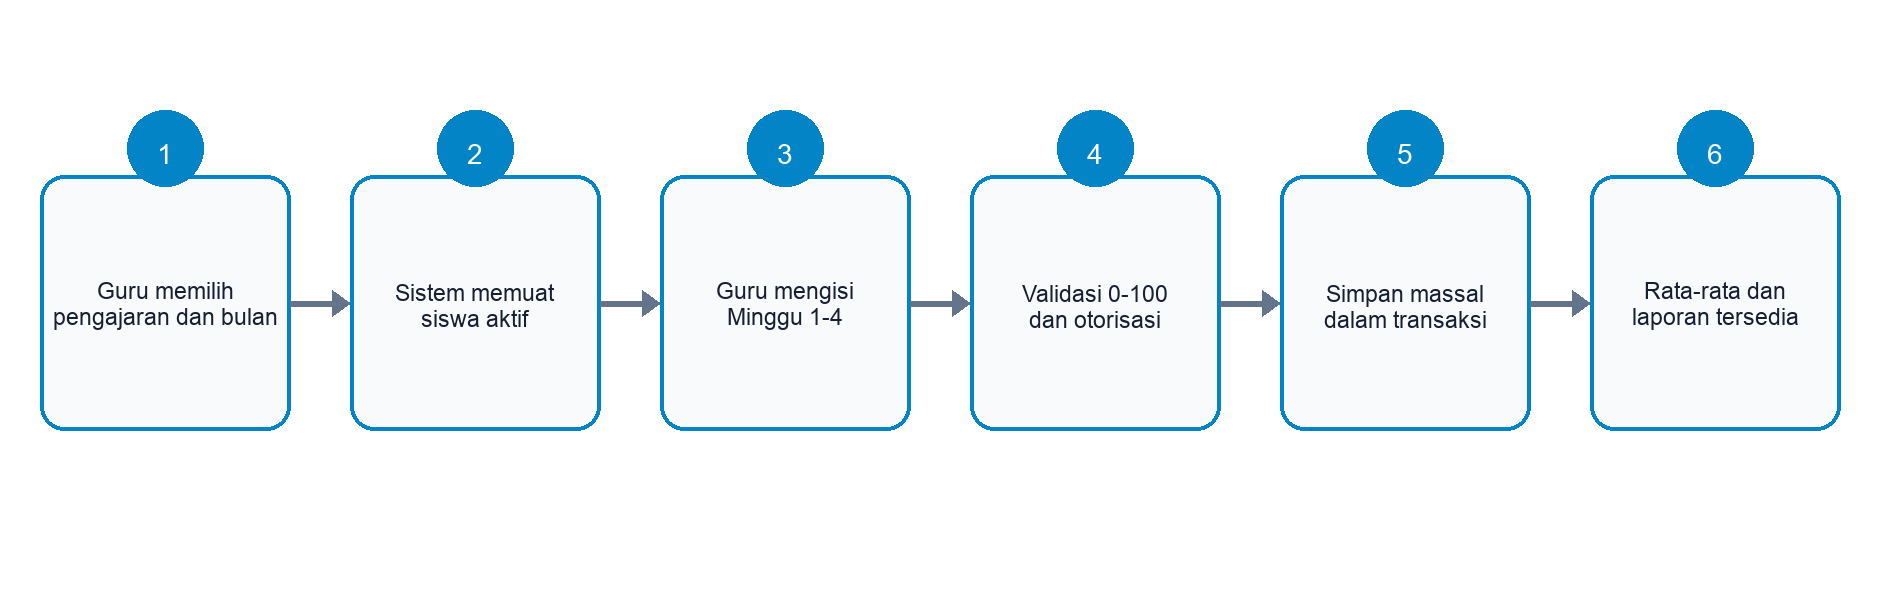 1
Guru memilih
pengajaran dan bulan
2
Sistem memuat
siswa aktif
3
Guru mengisi
Minggu 1-4
4
Validasi 0-100
dan otorisasi
5
Simpan massal
dalam transaksi
6
Rata-rata dan
laporan tersedia